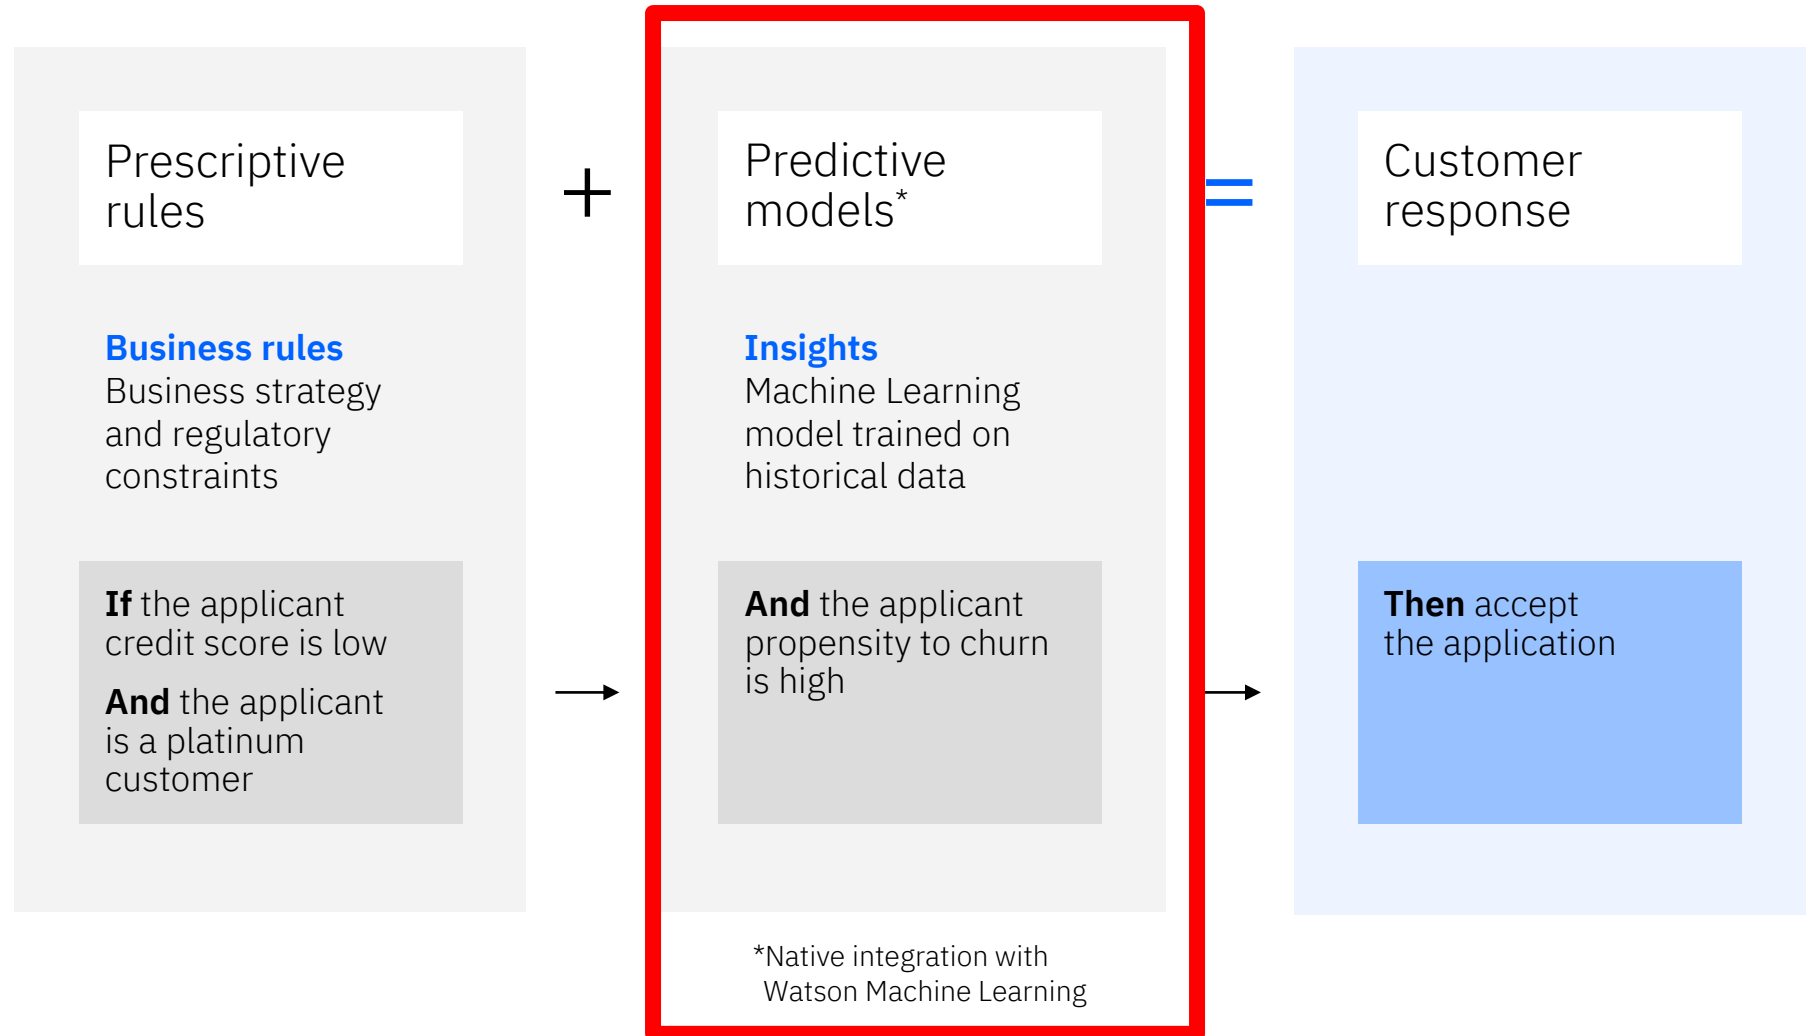 Prescriptive
rules
+
Predictive
models*
=
Customer
response
Business rules
Business strategy
and regulatory
constraints
Insights
Machine Learning
model trained on
historical data
If the applicant
credit score is low
And the applicant
is a platinum
customer
And the applicant
propensity to churn
is high
Then accept
the application
*Native integration with
Watson Machine Learning